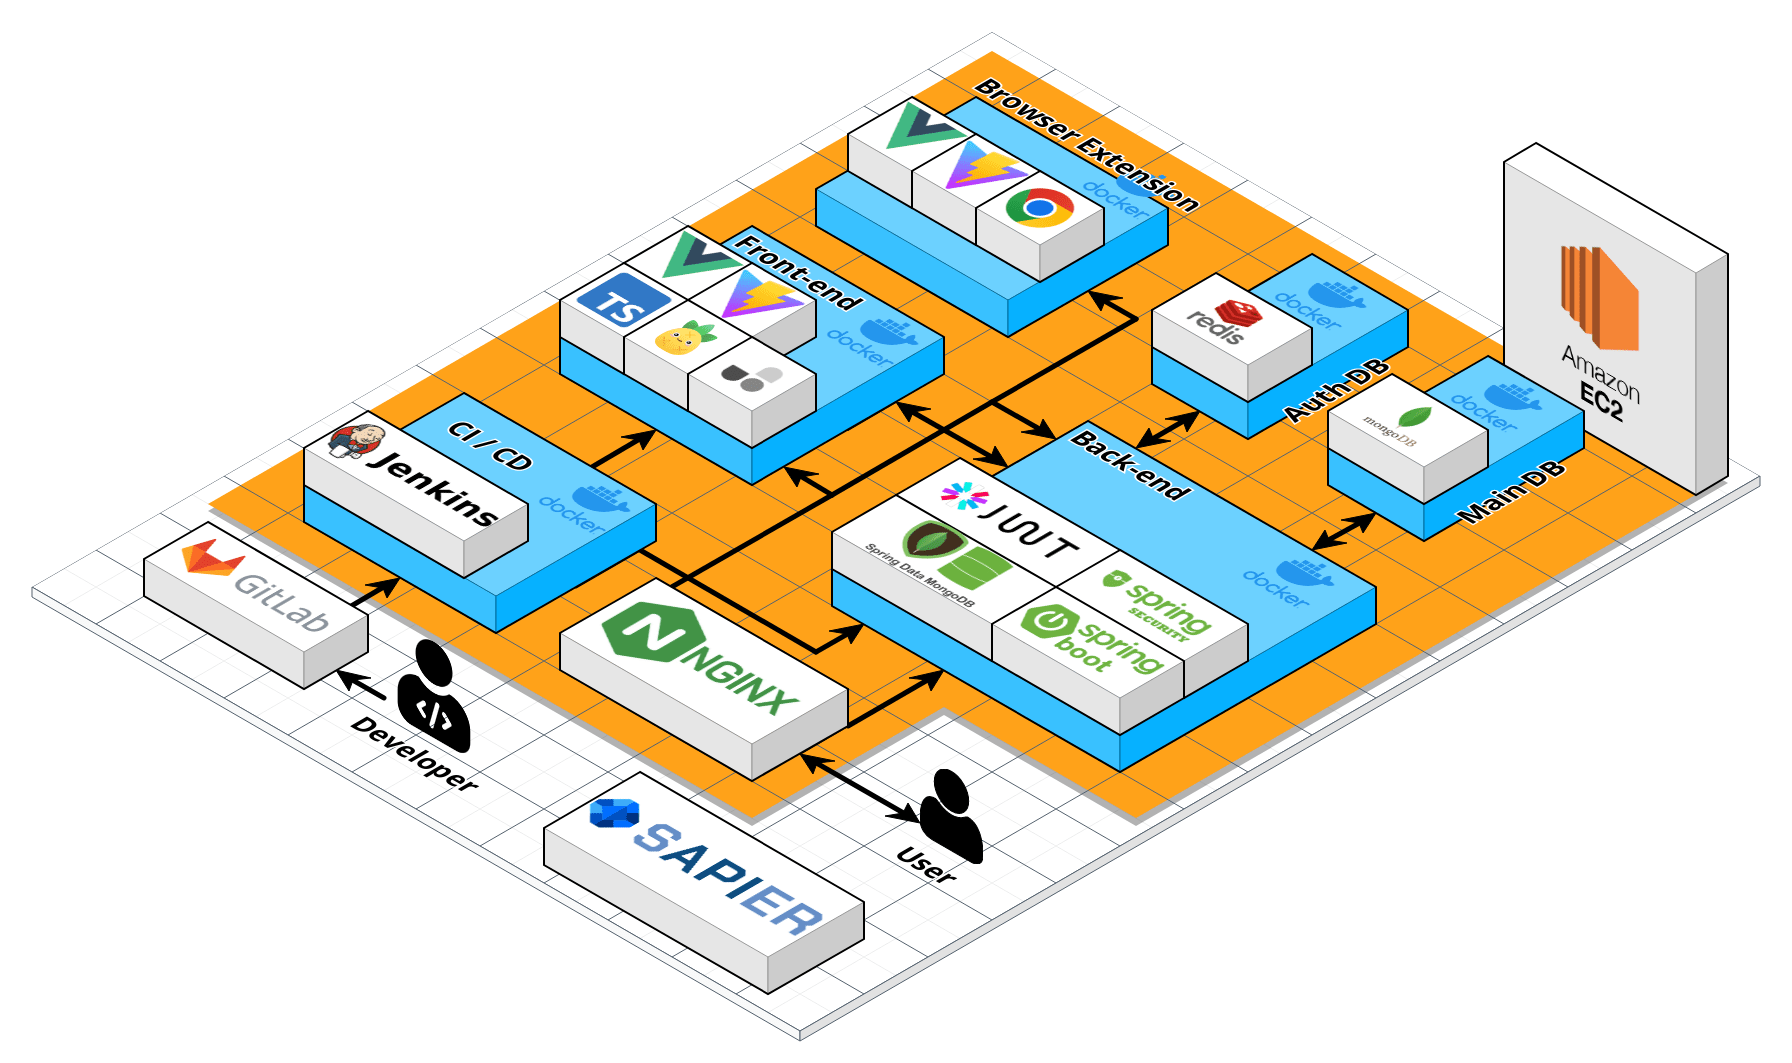 Browser Extension
docker
Front-end
TS
docker
redis
docker
Auth DB
Amazon
EC2
mongoDB
docker
Main DB
CI / CD
Jenkins
docker
Back-end
JUNIT
Spring Data MongoDB
spring
SECURITY
spring
boot
docker
GitLab
N
NGINX
</>
Developer
User
SAPIER